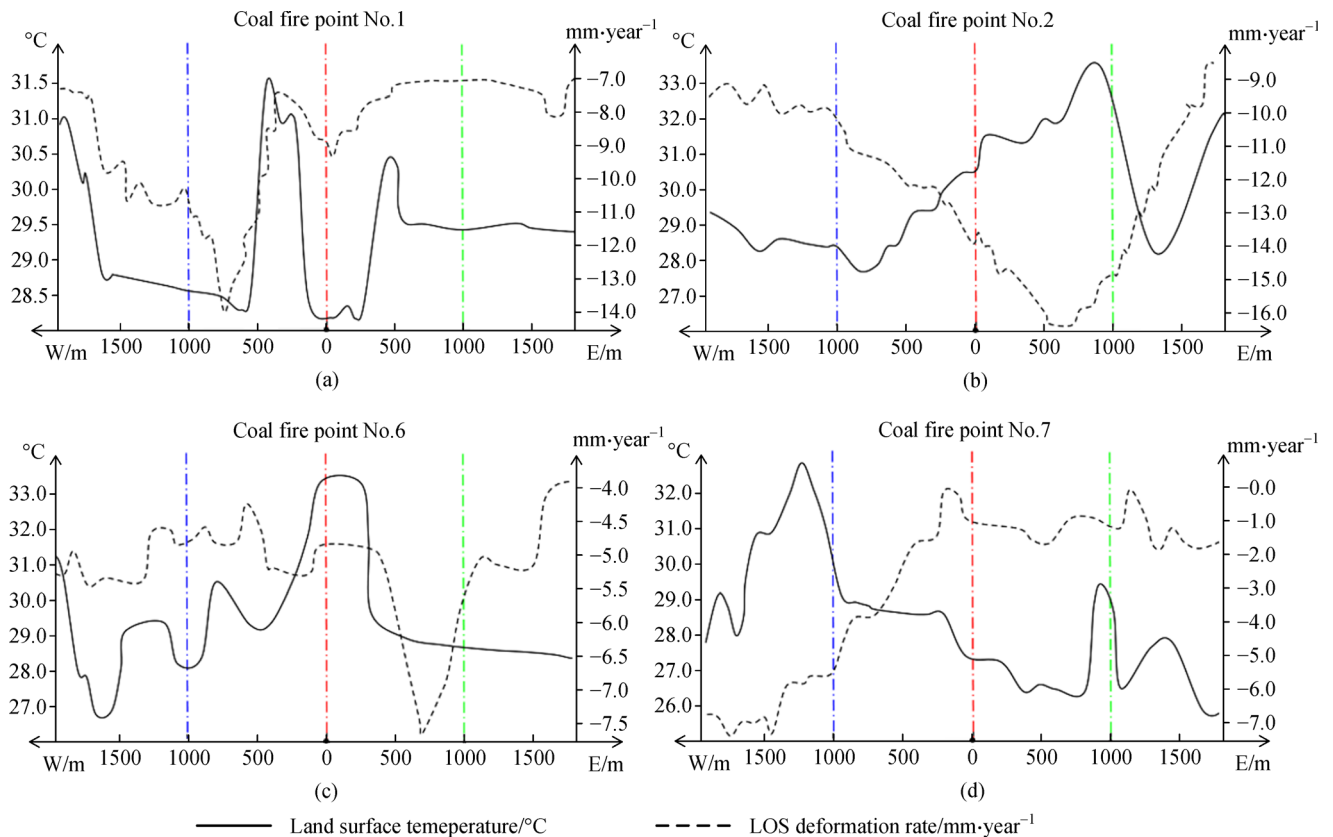 Coal fire point No.1
°C
mm·year⁻¹
31.5
31.0
30.5
30.0
29.5
29.0
28.5
−7.0
−8.0
−9.0
−10.0
−11.0
−12.0
−13.0
−14.0
W/m 1500 1000 500 0 500 1000 1500 E/m
(a)
Coal fire point No.2
°C
mm·year⁻¹
33.0
32.0
31.0
30.0
29.0
28.0
27.0
−9.0
−10.0
−11.0
−12.0
−13.0
−14.0
−15.0
−16.0
W/m 1500 1000 500 0 500 1000 1500 E/m
(b)
Coal fire point No.6
°C
mm·year⁻¹
33.0
32.0
31.0
30.0
29.0
28.0
27.0
−4.0
−4.5
−5.0
−5.5
−6.0
−6.5
−7.0
−7.5
W/m 1500 1000 500 0 500 1000 1500 E/m
(c)
Coal fire point No.7
°C
mm·year⁻¹
32.0
31.0
30.0
29.0
28.0
27.0
26.0
−0.0
−1.0
−2.0
−3.0
−4.0
−5.0
−6.0
−7.0
W/m 1500 1000 500 0 500 1000 1500 E/m
(d)
Land surface temeperature/°C
LOS deformation rate/mm·year⁻¹